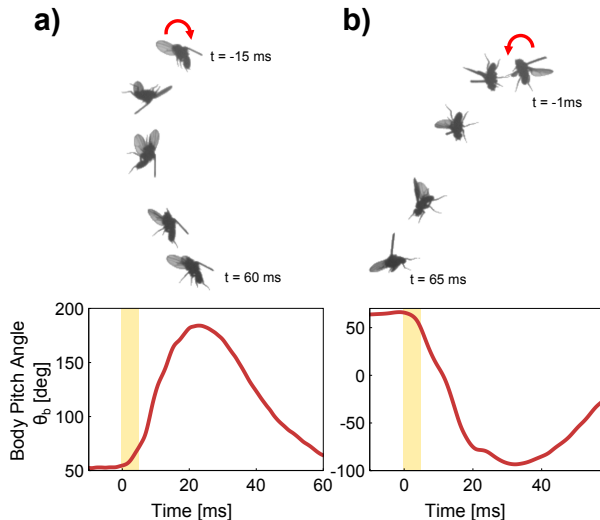 a)
t = -15 ms
t = 60 ms
b)
t = -1ms
t = 65 ms
Body Pitch Angle
θb [deg]
200
150
100
50
0
20
40
60
Time [ms]
50
0
-50
-100
0
20
40
Time [ms]